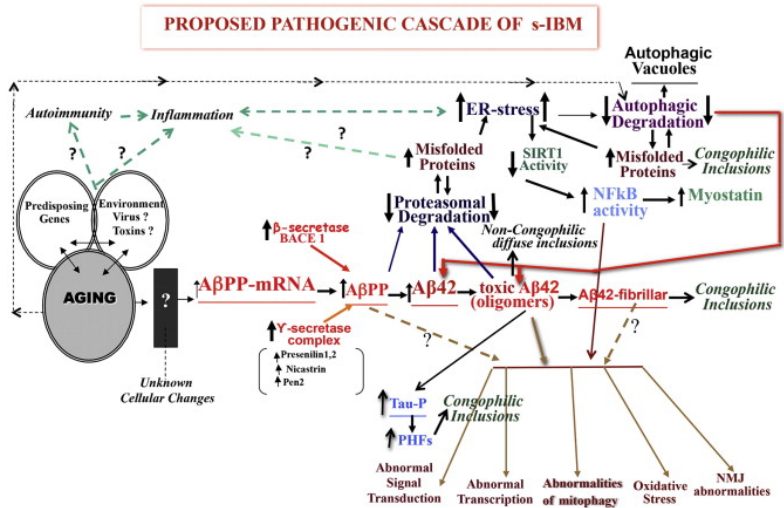 PROPOSED PATHOGENIC CASCADE OF s-IBM
Autophagic
Vacuoles
Autoimmunity
Inflammation
ER-stress
Autophagic
Degradation
?
?
?
Misfolded
Proteins
SIRT1
Activity
Misfolded
Proteins
Congophilic
Inclusions
Predisposing
Genes
Environment
Virus ?
Toxins ?
Proteasomal
Degradation
NFkB
activity
Myostatin
β-secretase
BACE 1
Non-Congophilic
diffuse inclusions
AGING
?
AβPP-mRNA
AβPP
Aβ42
toxic Aβ42
(oligomers)
Aβ42-fibrillar
Congophilic
Inclusions
Υ-secretase
complex
Presenilin1,2
Nicastrin
Pen2
?
?
Unknown
Cellular Changes
Tau-P
PHFs
Congophilic
Inclusions
Abnormal
Signal
Transduction
Abnormal
Transcription
Abnormalities
of mitophagy
Oxidative
Stress
NMJ
abnormalities